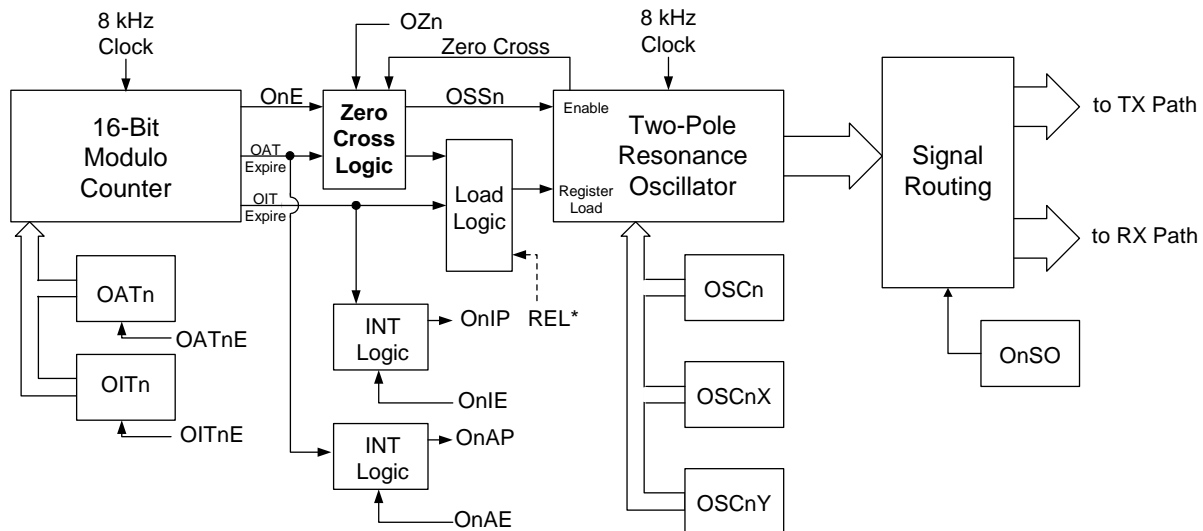 8 kHz
Clock
OZn
8 kHz
Clock
Zero Cross
OnE
OSSn
16-Bit
Modulo
Counter
OAT
Expire
OIT
Expire
Zero
Cross
Logic
Load
Logic
Enable
Register
Load
Two-Pole
Resonance
Oscillator
Signal
Routing
to TX Path
to RX Path
OATn
OATnE
OITn
OITnE
INT
Logic
OnIP
OnIE
REL*
INT
Logic
OnAP
OnAE
OSCn
OSCnX
OSCnY
OnSO